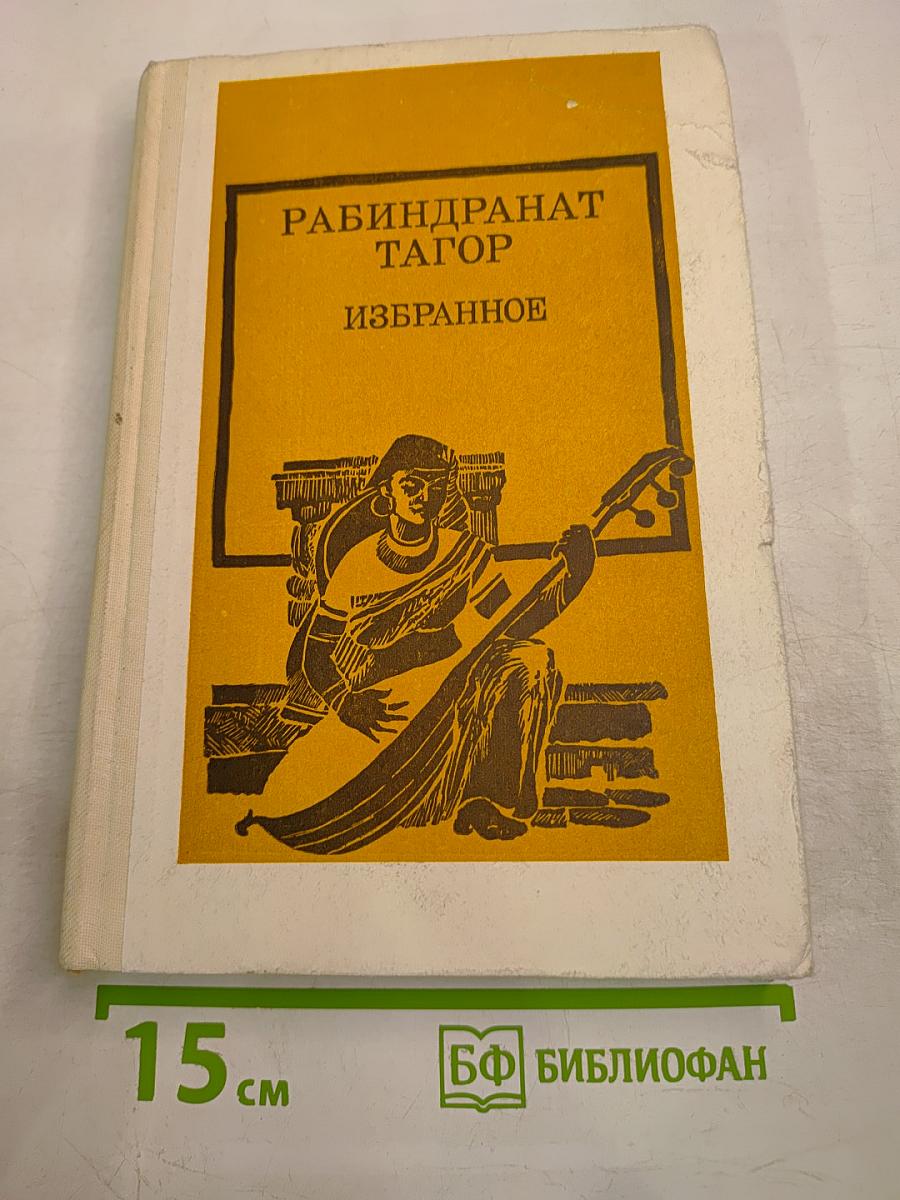 РАБИНДРАНАТ
ТАГОР
ИЗБРАННОЕ
15 см
БФ БИБЛИОФАН